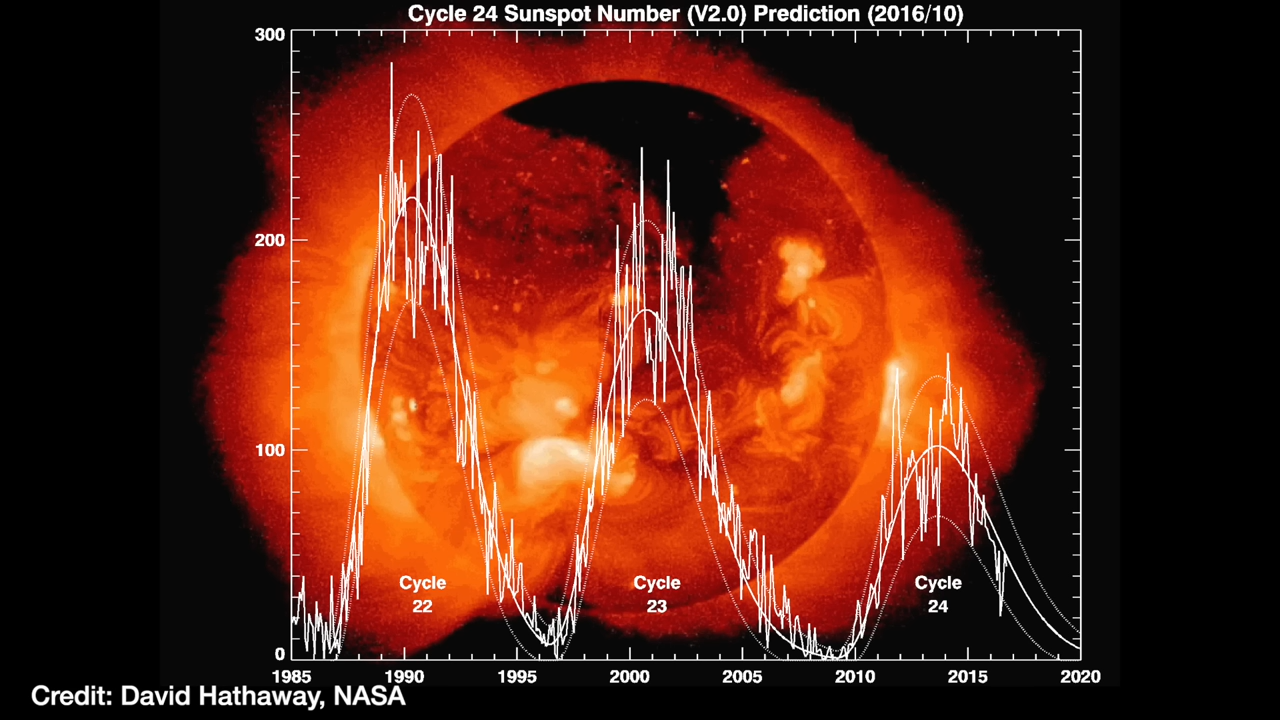 Cycle 24 Sunspot Number (V2.0) Prediction (2016/10)
300
200
100
0
Cycle
22
Cycle
23
Cycle
24
1985 1990 1995 2000 2005 2010 2015 2020
Credit: David Hathaway, NASA